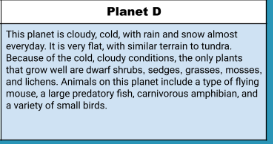 Planet D
This planet is cloudy, cold, with rain and snow almost
everyday. It is very flat, with similar terrain to tundra.
Because of the cold, cloudy conditions, the only plants
that grow well are dwarf shrubs, sedges, grasses, mosses,
and lichens. Animals on this planet include a type of flying
mouse, a large predatory fish, carnivorous amphibian, and
a variety of small birds.